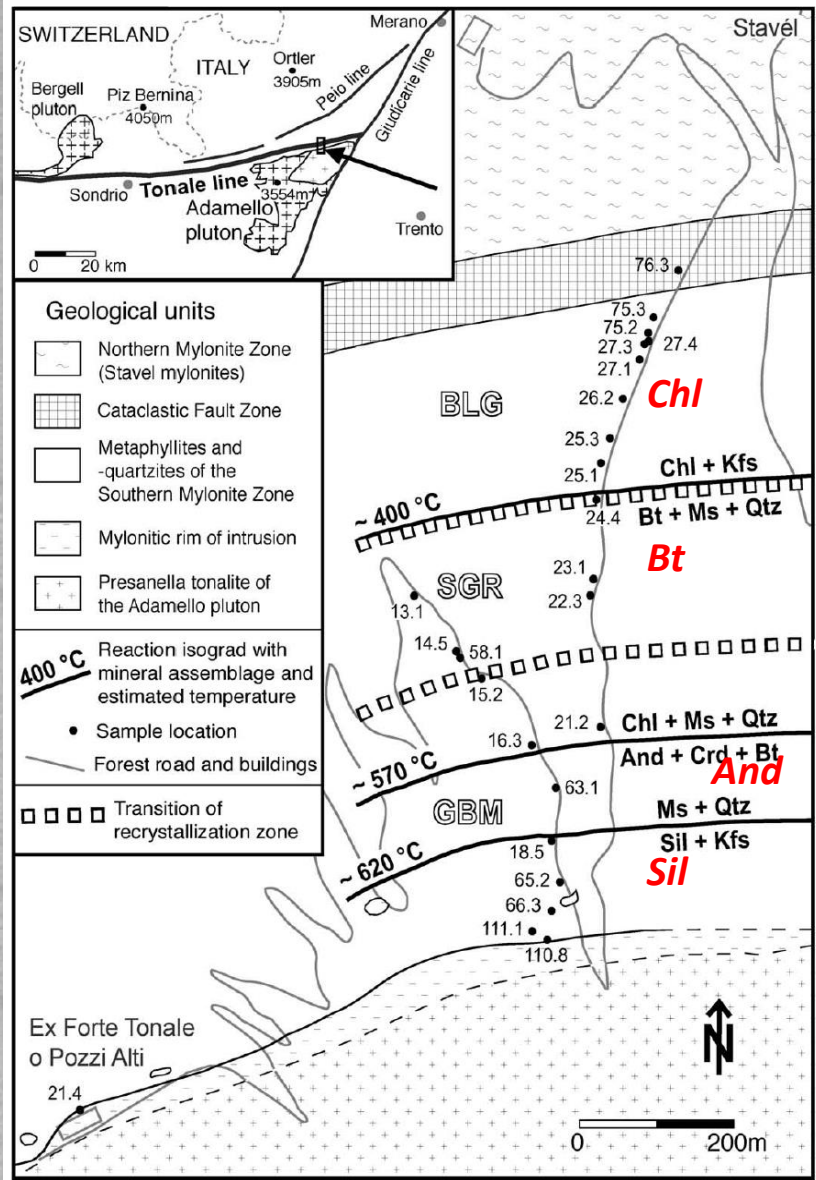 SWITZERLAND
Merano
ITALY
Ortler
3905m
Peio line
Giudicarie line
Bergell
pluton
Piz Bernina
4050m
Sondrio
Tonale line
3554m
Adamello
pluton
Trento
0 20 km
Stavél
Geological units
Northern Mylonite Zone
(Stavel mylonites)
Cataclastic Fault Zone
Metaphyllites and
-quartzites of the
Southern Mylonite Zone
Mylonitic rim of intrusion
Presanella tonalite of
the Adamello pluton
400 °C
Reaction isograd with
mineral assemblage and
estimated temperature
Sample location
Forest road and buildings
Transition of
recrystallization zone
76.3
75.3
75.2
27.3 27.4
27.1
26.2
Chl
BLG
25.3
25.1
Chl + Kfs
~ 400 °C
24.4
Bt + Ms + Qtz
Bt
23.1
SGR
22.3
13.1
14.5
58.1
15.2
21.2
Chl + Ms + Qtz
16.3
And + Crd + Bt
And
~ 570 °C
63.1
GBM
Ms + Qtz
18.5
Sil + Kfs
~ 620 °C
Sil
65.2
66.3
111.1
110.8
Ex Forte Tonale
o Pozzi Alti
21.4
N
0 200m